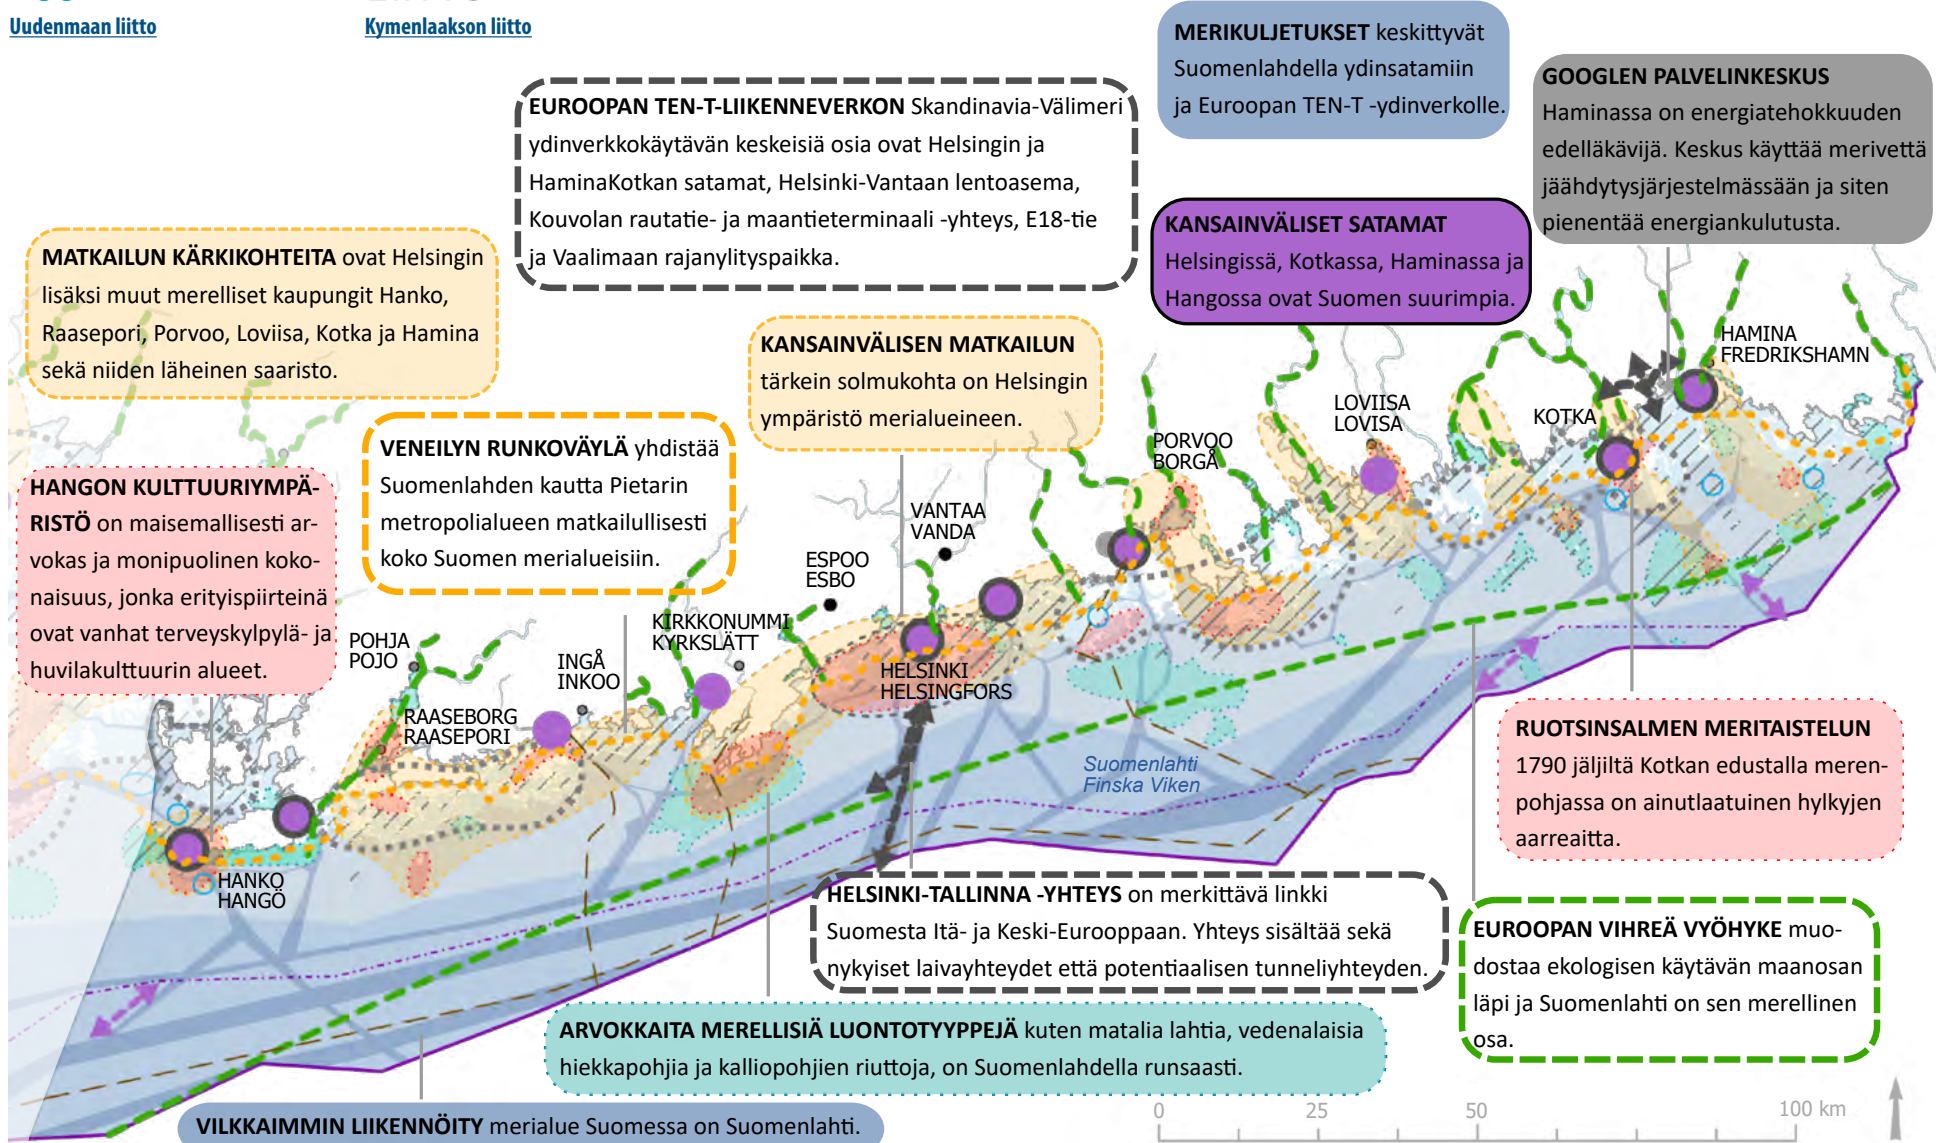 Uudenmaan liitto
Kymenlaakson liitto
MERIKULJETUKSET keskittyvät
Suomenlahdella ydinsatamiin
ja Euroopan TEN-T -ydinverkolle.
GOOGLEN PALVELINKESKUS
Haminassa on energiatehokkuuden
edelläkävijä. Keskus käyttää merivettä
jäähdytysjärjestelmässään ja siten
pienentää energiankulutusta.
EUROOPAN TEN-T-LIIKENNEVERKON Skandinavia-Välimeri
ydinverkkokäytävän keskeisiä osia ovat Helsingin ja
HaminaKotkan satamat, Helsinki-Vantaan lentoasema,
Kouvolan rautatie- ja maantieterminaali -yhteys, E18-tie
ja Vaalimaan rajanylityspaikka.
KANSAINVÄLISET SATAMAT
Helsingissä, Kotkassa, Haminassa ja
Hangossa ovat Suomen suurimpia.
MATKAILUN KÄRKIKOHTEITA ovat Helsingin
lisäksi muut merelliset kaupungit Hanko,
Raasepori, Porvoo, Loviisa, Kotka ja Hamina
sekä niiden läheinen saaristo.
KANSAINVÄLISEN MATKAILUN
tärkein solmukohta on Helsingin
ympäristö merialueineen.
HAMINA
FREDRIKSHAMN
LOVIISA
LOVISA
KOTKA
PORVOO
BORGÅ
VENEILYN RUNKOVÄYLÄ yhdistää
Suomenlahden kautta Pietarin
metropolialueen matkailullisesti
koko Suomen merialueisiin.
HANGON KULTTUURIYMPÄ-
RISTÖ on maisemallisesti ar-
vokas ja monipuolinen koko-
naisuus, jonka erityispiirteinä
ovat vanhat terveyskylpylä- ja
huvilakulttuurin alueet.
VANTAA
VANDA
ESPOO
ESBO
KIRKKONUMMI
KYRKSLÄTT
POHJA
POJO
INGÅ
INKOO
HELSINKI
HELSINGFORS
RAASEBORG
RAASEPORI
Suomenlahti
Finska Viken
RUOTSINSALMEN MERITAISTELUN
1790 jäljiltä Kotkan edustalla meren-
pohjassa on ainutlaatuinen hylkyjen
aarreaitta.
HANKO
HANGÖ
HELSINKI-TALLINNA -YHTEYS on merkittävä linkki
Suomesta Itä- ja Keski-Eurooppaan. Yhteys sisältää sekä
nykyiset laivayhteydet että potentiaalisen tunneliyhteyden.
EUROOPAN VIHREÄ VYÖHYKE muo-
dostaa ekologisen käytävän maanosan
läpi ja Suomenlahti on sen merellinen
osa.
ARVOKKAITA MERELLISIÄ LUONTOTYYPPEJÄ kuten matalia lahtia, vedenalaisia
hiekkapohjia ja kalliopohjien riuttoja, on Suomenlahdella runsaasti.
VILKKAIMMIN LIIKENNÖITY merialue Suomessa on Suomenlahti.
0 25 50 100 km